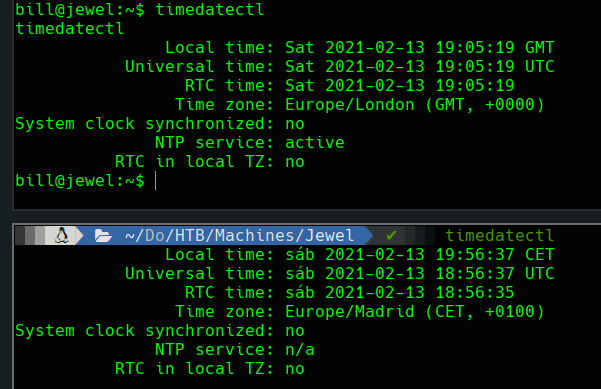 bill@jewel:~$ timedatectl
timedatectl
Local time: Sat 2021-02-13 19:05:19 GMT
Universal time: Sat 2021-02-13 19:05:19 UTC
RTC time: Sat 2021-02-13 19:05:19
Time zone: Europe/London (GMT, +0000)
System clock synchronized: no
NTP service: active
RTC in local TZ: no
bill@jewel:~$
~/Do/HTB/Machines/Jewel ✔ timedatectl
Local time: sáb 2021-02-13 19:56:37 CET
Universal time: sáb 2021-02-13 18:56:37 UTC
RTC time: sáb 2021-02-13 18:56:35
Time zone: Europe/Madrid (CET, +0100)
System clock synchronized: no
NTP service: n/a
RTC in local TZ: no